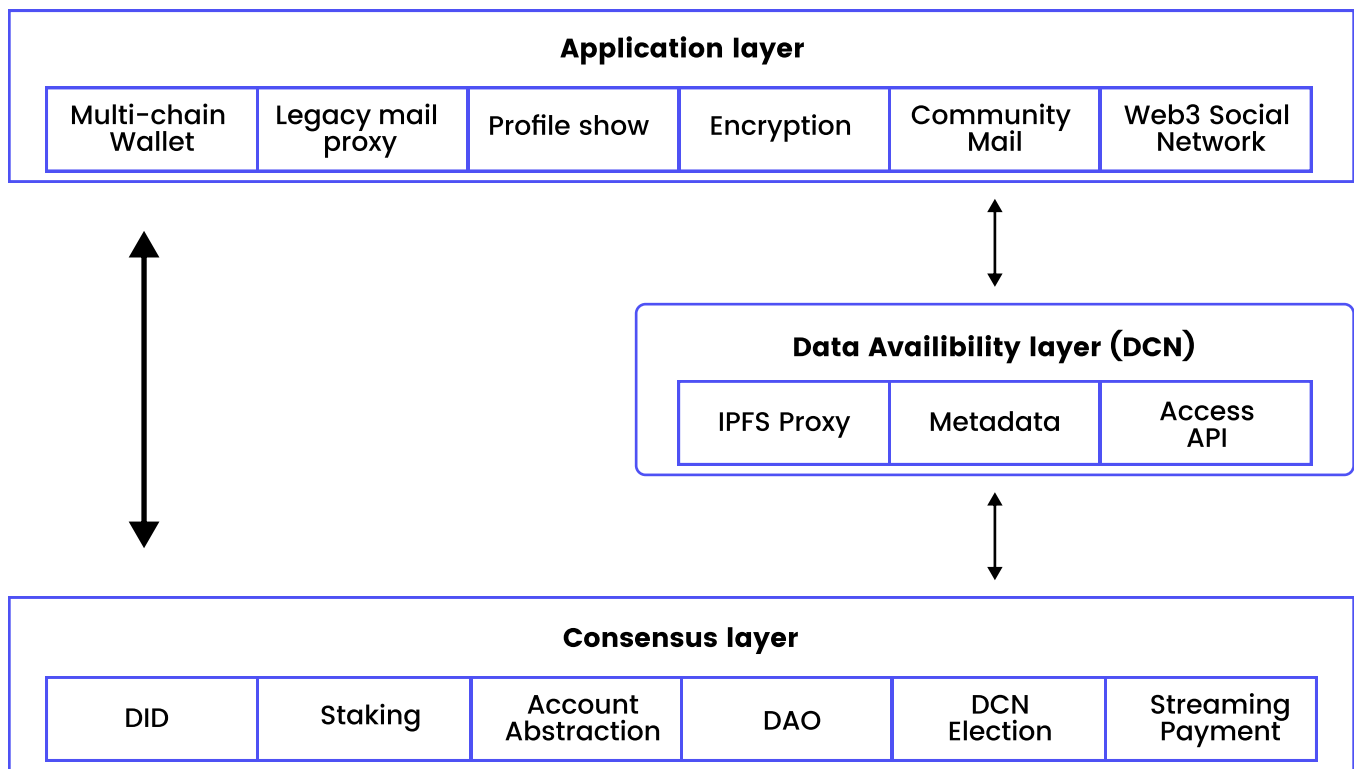 Application layer
Multi-chain
Wallet
Legacy mail
proxy
Profile show
Encryption
Community
Mail
Web3 Social
Network
Data Availibility layer (DCN)
IPFS Proxy
Metadata
Access
API
Consensus layer
DID
Staking
Account
Abstraction
DAO
DCN
Election
Streaming
Payment